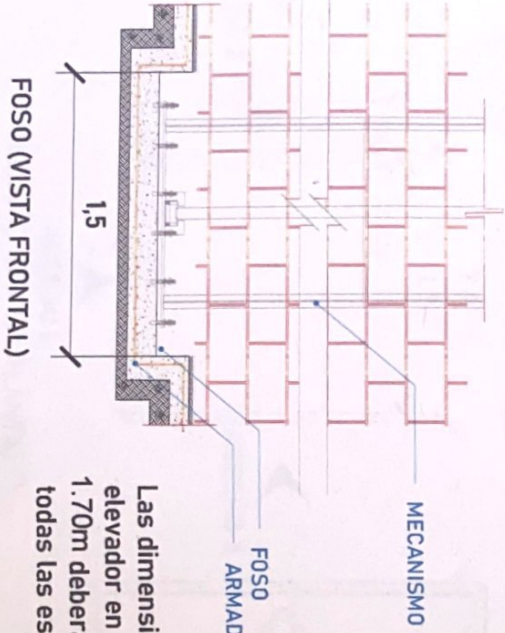 MECANISMO
FOSO
ARMAD
1,5
FOSO (VISTA FRONTAL)
Las dimensi
elevador en
1.70m deber
todas las es